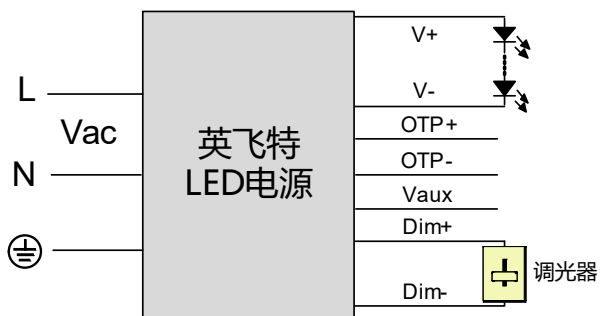 L
Vac
N
英飞特
LED电源
V+
V-
OTP+
OTP-
Vaux
Dim+
Dim-
调光器